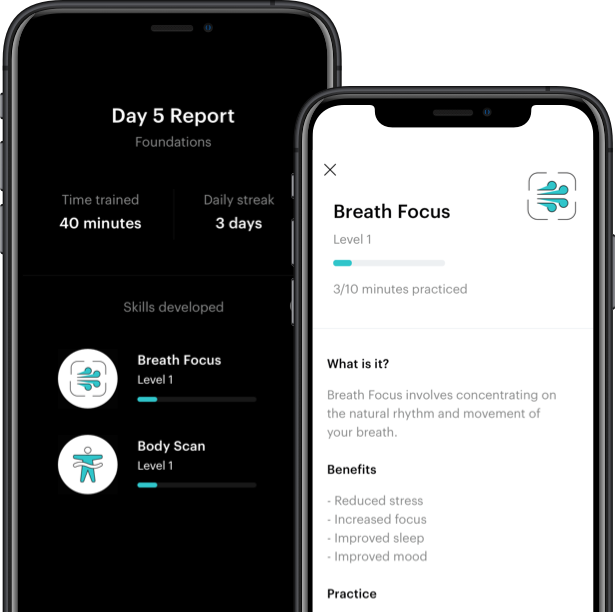 Day 5 Report
Foundations
Time trained
40 minutes
Daily streak
3 days
Skills developed
Breath Focus
Level 1
Body Scan
Level 1
Breath Focus
Level 1
3/10 minutes practiced
What is it?
Breath Focus involves concentrating on
the natural rhythm and movement of
your breath.
Benefits
- Reduced stress
- Increased focus
- Improved sleep
- Improved mood
Practice